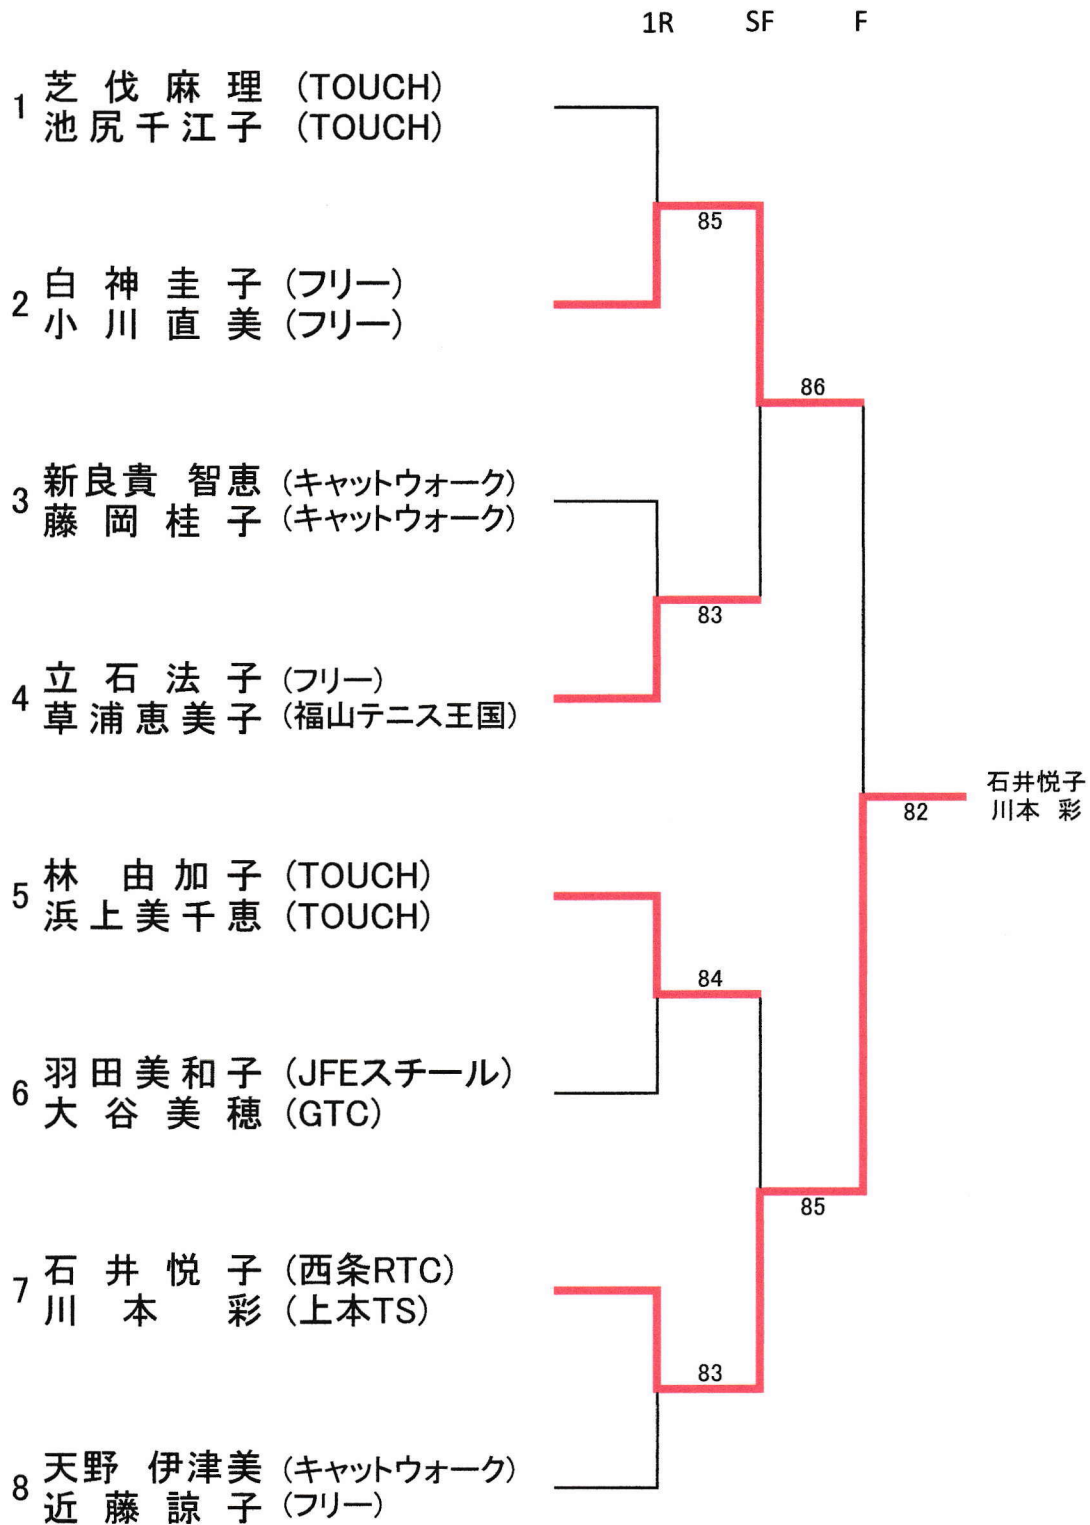 1R SF F
1 芝伐麻理 (TOUCH)
池尻千江子 (TOUCH)
85
2 白神圭子 (フリー)
小川直美 (フリー)
86
3 新良貴 智恵 (キャットウォーク)
藤岡桂子 (キャットウォーク)
83
4 立石法子 (フリー)
草浦恵美子 (福山テニス王国)
石井悦子
川本 彩
82
5 林 由加子 (TOUCH)
浜上美千恵 (TOUCH)
84
6 羽田美和子 (JFEスチール)
大谷美穂 (GTC)
85
7 石井悦子 (西条RTC)
川本 彩 (上本TS)
83
8 天野 伊津美 (キャットウォーク)
近藤諒子 (フリー)